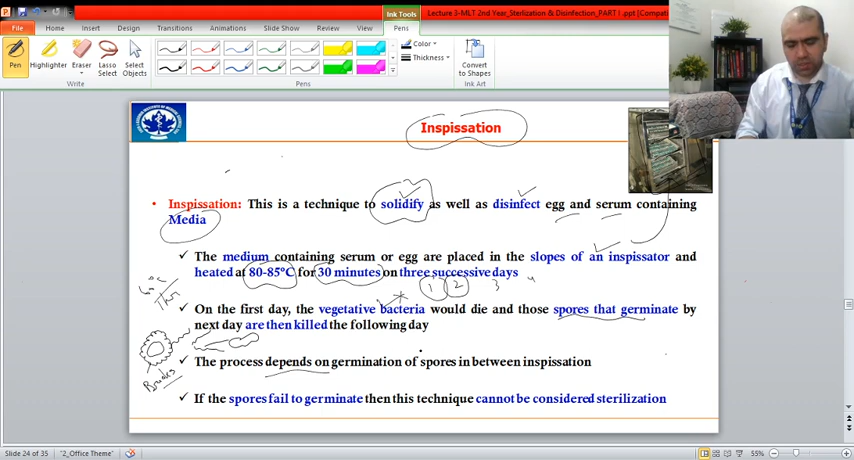 Lecture 3-MLT 2nd Year_Sterlization & Disinfection_PART I .ppt [Compati
Ink Tools
File Home Insert Design Transitions Animations Slide Show Review View Pens
Pen Highlighter Eraser Lasso Select Select Objects
Color
Thickness
Convert to Shapes
Write Pens Ink Art
Inspissation
• Inspissation: This is a technique to solidify as well as disinfect egg and serum containing
Media
✓ The medium containing serum or egg are placed in the slopes of an inspissator and
heated at 80-85°C for 30 minutes on three successive days
1 2 3 4
✓ On the first day, the vegetative bacteria would die and those spores that germinate by
next day are then killed the following day
✓ The process depends on germination of spores in between inspissation
✓ If the spores fail to germinate then this technique cannot be considered sterilization
Slide 24 of 35 "2_Office Theme" 55%